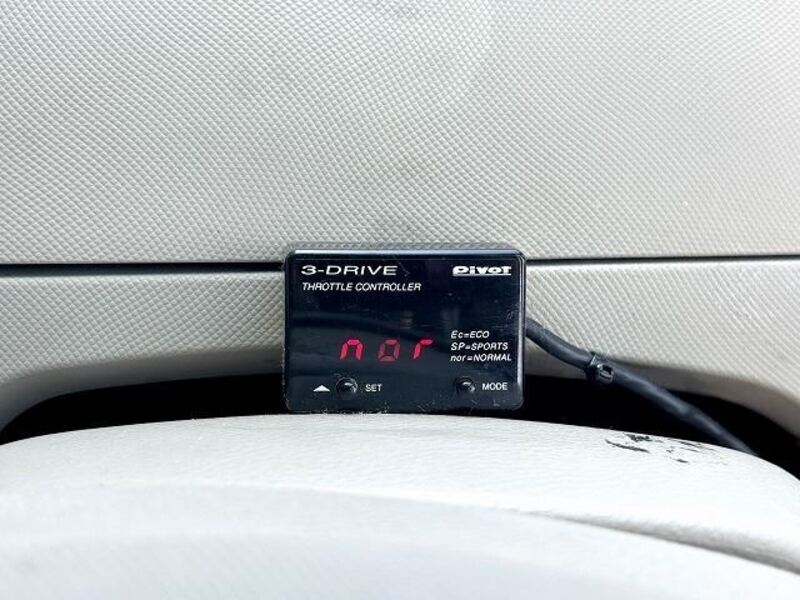 3-DRIVE
Pivot
THROTTLE CONTROLLER
nor
Ec=ECO
SP=SPORTS
nor=NORMAL
SET
MODE